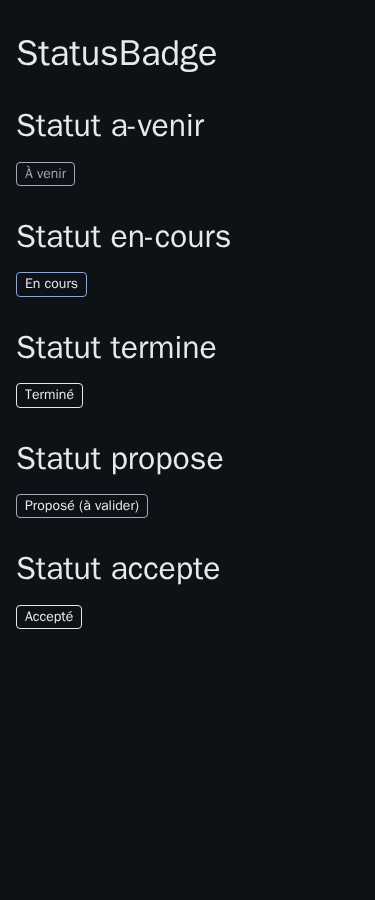 StatusBadge
Statut a-venir
À venir
Statut en-cours
En cours
Statut termine
Terminé
Statut propose
Proposé (à valider)
Statut accepte
Accepté